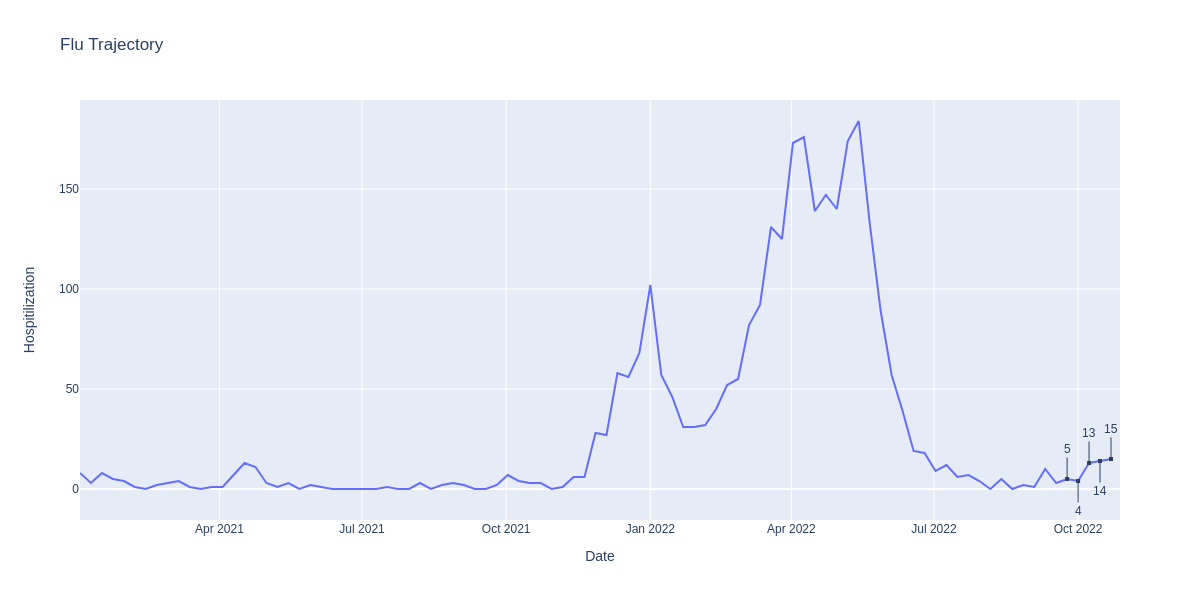 Flu Trajectory
Hospitilization
150
100
50
0
5
4
13
14
15
Apr 2021
Jul 2021
Oct 2021
Jan 2022
Apr 2022
Jul 2022
Oct 2022
Date